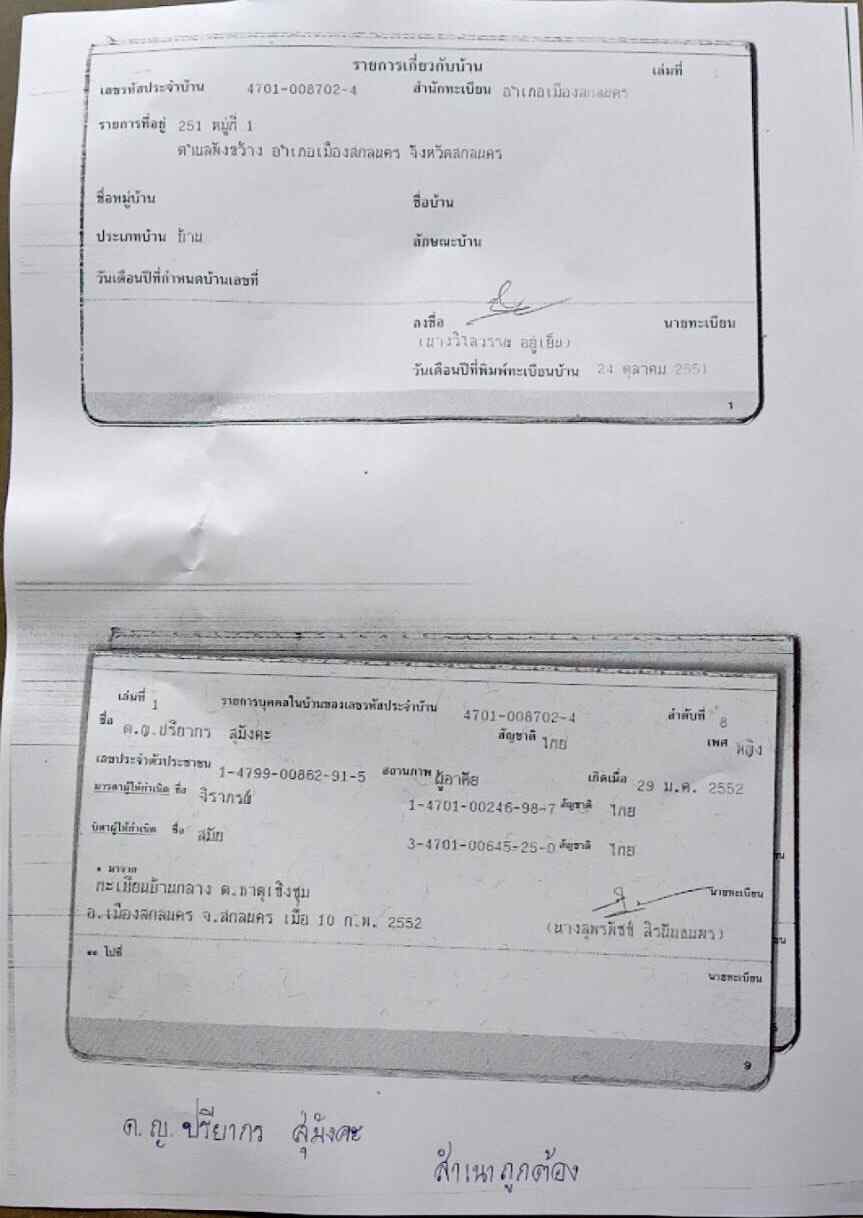 รายการเกี่ยวกับบ้าน เล่มที่
เลขรหัสประจำบ้าน 4701-008702-4 สำนักทะเบียน อำเภอเมืองสกลนคร
รายการที่อยู่ 251 หมู่ที่ 1
ตำบลพังขว้าง อำเภอเมืองสกลนคร จังหวัดสกลนคร
ชื่อหมู่บ้าน ชื่อบ้าน
ประเภทบ้าน บ้าน ลักษณะบ้าน
วันเดือนปีที่กำหนดบ้านเลขที่
ลงชื่อ นายทะเบียน
(นางวิไลวรรณ อยู่เย็น)
วันเดือนปีที่พิมพ์ทะเบียนบ้าน 24 ตุลาคม 2551
1
เล่มที่ 1 รายการบุคคลในบ้านของเลขรหัสประจำบ้าน 4701-008702-4 ลำดับที่ 8
ชื่อ ด.ญ.ปรียากร สุมังคะ สัญชาติ ไทย เพศ หญิง
เลขประจำตัวประชาชน 1-4799-00862-91-5 สถานภาพ ผู้อาศัย เกิดเมื่อ 29 ม.ค. 2552
มารดาผู้ให้กำเนิด ชื่อ จิราภรณ์ 1-4701-00246-98-7 สัญชาติ ไทย
บิดาผู้ให้กำเนิด ชื่อ สมัย 3-4701-00645-25-0 สัญชาติ ไทย
* มาจาก
ทะเบียนบ้านกลาง ต.ธาตุเชิงชุม นายทะเบียน
อ.เมืองสกลนคร จ.สกลนคร เมื่อ 10 ก.พ. 2552 (นางสุพรพิชช์
** ไปที่
นายทะเบียน
9
ด.ญ. ปรียากร สุมังคะ
สำเนาถูกต้อง